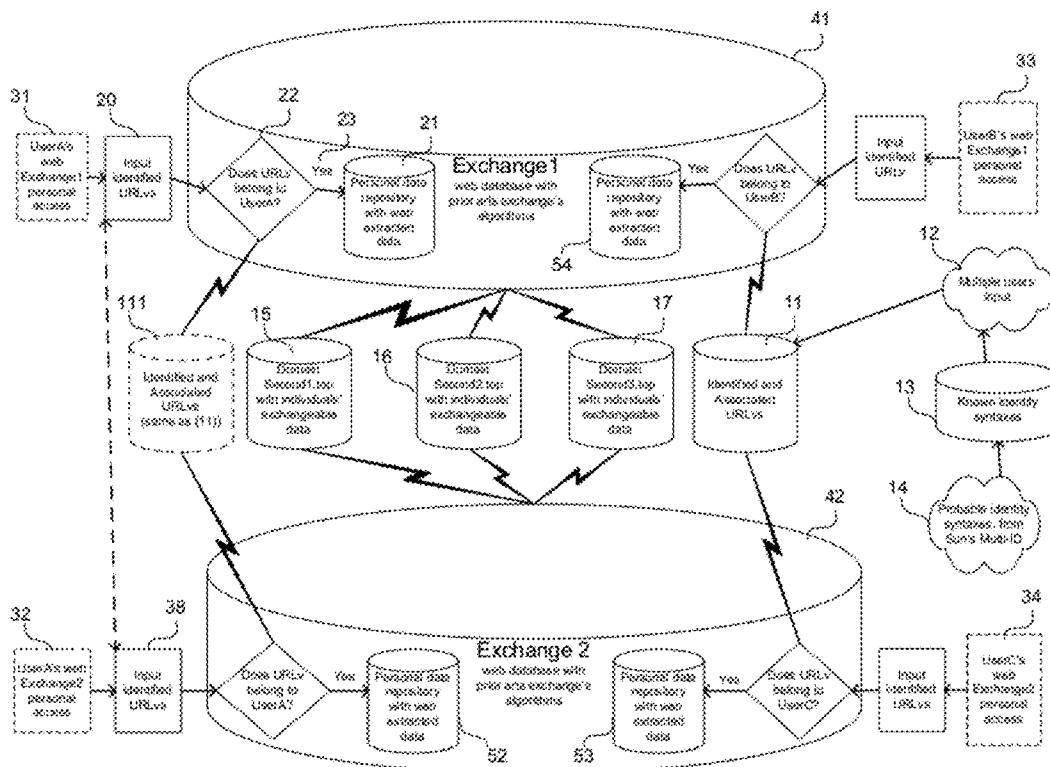 41
31
20
22
23
21
33
UserA's
web
Exchange1
personal
access
Input
identified
URLvs
Does URLv
belong to
UserA?
Yes
Personal data
repository
with web
extracted
data
Exchange1
web database with
prior arts exchange's
algorithms
Personal data
repository
with web
extracted
data
54
Yes
Does URLv
belong to
UserB?
Input
identified
URLv
UserB's web
Exchange1
personal
access
12
Multiple users'
input
111
15
16
17
11
13
Identified and
Associated
URLvs
(same as (11))
Domain
Second1.top
with individuals'
exchangeable
data
Domain
Second2.top
with individuals'
exchangeable
data
Domain
Second3.top
with individuals'
exchangeable
data
Identified and
Associated
URLvs
Known identity
syntaxes
14
Probable identity
syntaxes, from
Sun's Multi-ID
42
32
38
34
UserA's web
Exchange2
personal
access
Input
identified
URLvs
Does URLv
belong to
UserA?
Yes
Personal data
repository
with web
extracted
data
52
Exchange 2
web database with
prior arts exchange's
algorithms
Personal data
repository
with web
extracted
data
53
Yes
Does URLv
belong to
UserC?
Input
identified
URLvs
UserC's
web
Exchange2
personal
access